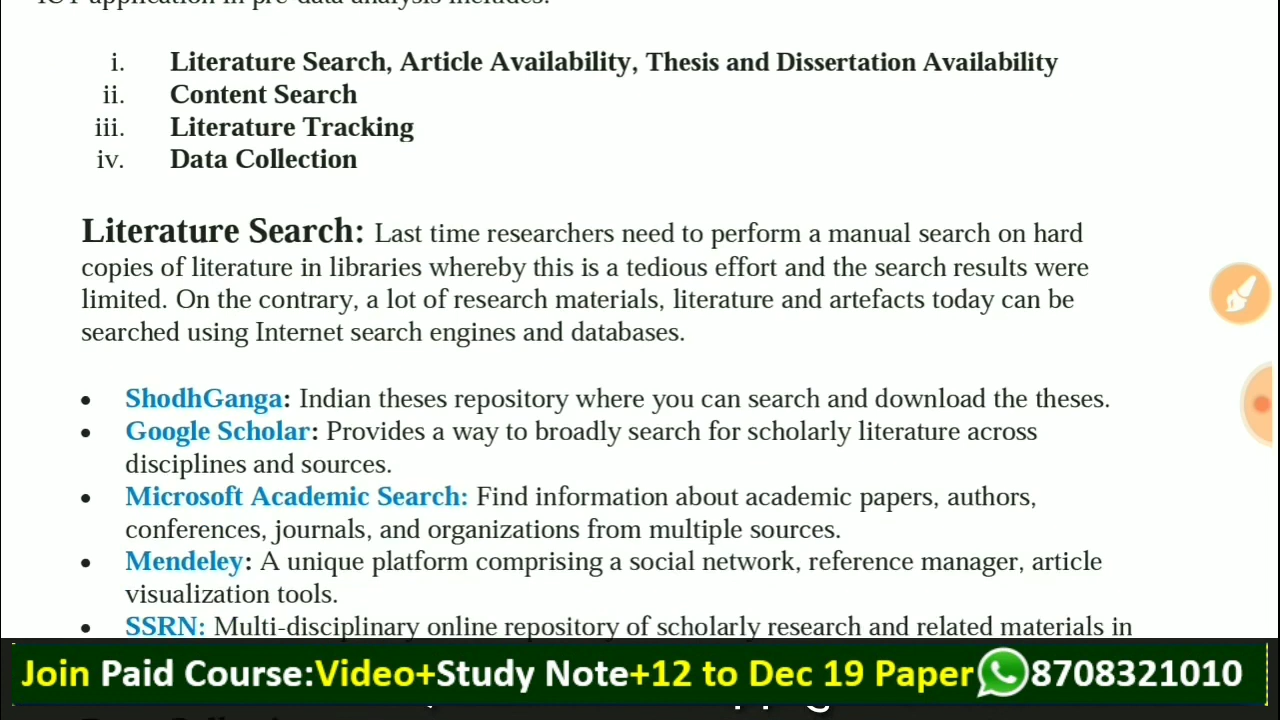 ICT application in pre-data analysis includes:
i. Literature Search, Article Availability, Thesis and Dissertation Availability
ii. Content Search
iii. Literature Tracking
iv. Data Collection
Literature Search: Last time researchers need to perform a manual search on hard
copies of literature in libraries whereby this is a tedious effort and the search results were
limited. On the contrary, a lot of research materials, literature and artefacts today can be
searched using Internet search engines and databases.
• ShodhGanga: Indian theses repository where you can search and download the theses.
• Google Scholar: Provides a way to broadly search for scholarly literature across
disciplines and sources.
• Microsoft Academic Search: Find information about academic papers, authors,
conferences, journals, and organizations from multiple sources.
• Mendeley: A unique platform comprising a social network, reference manager, article
visualization tools.
• SSRN: Multi-disciplinary online repository of scholarly research and related materials in
Join Paid Course:Video+Study Note+12 to Dec 19 Paper 8708321010